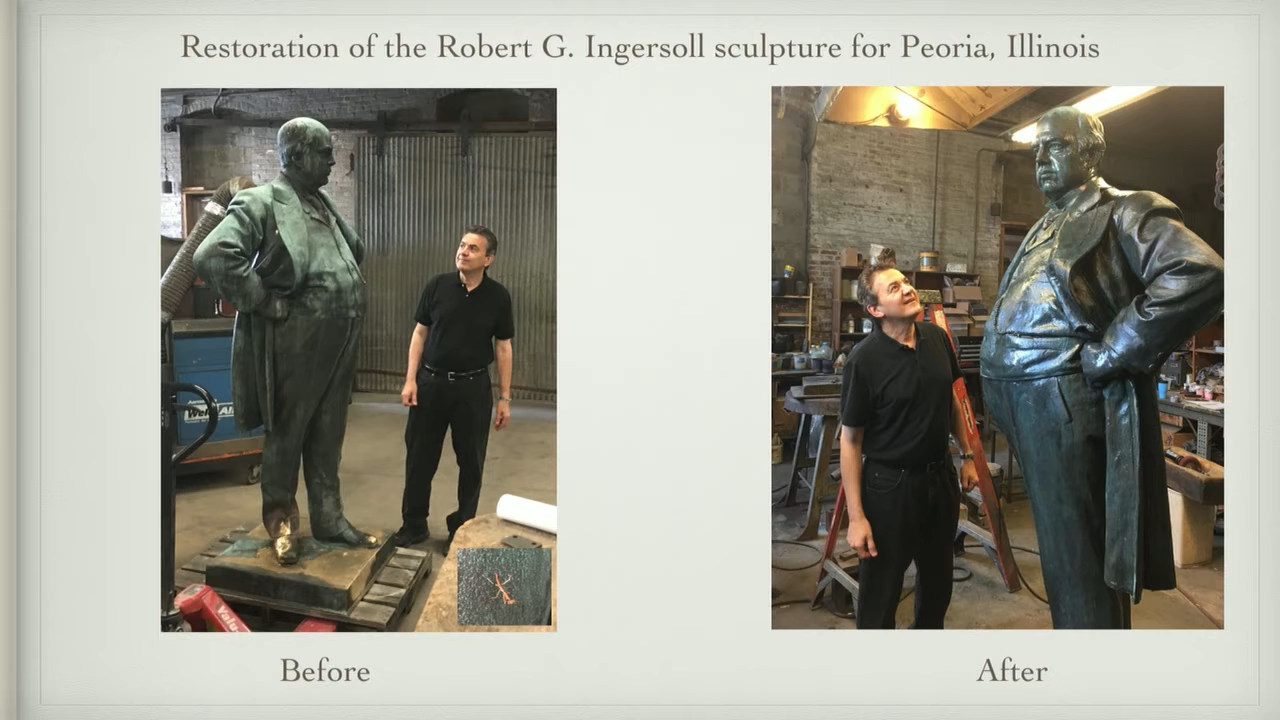 Restoration of the Robert G. Ingersoll sculpture for Peoria, Illinois
Before
After